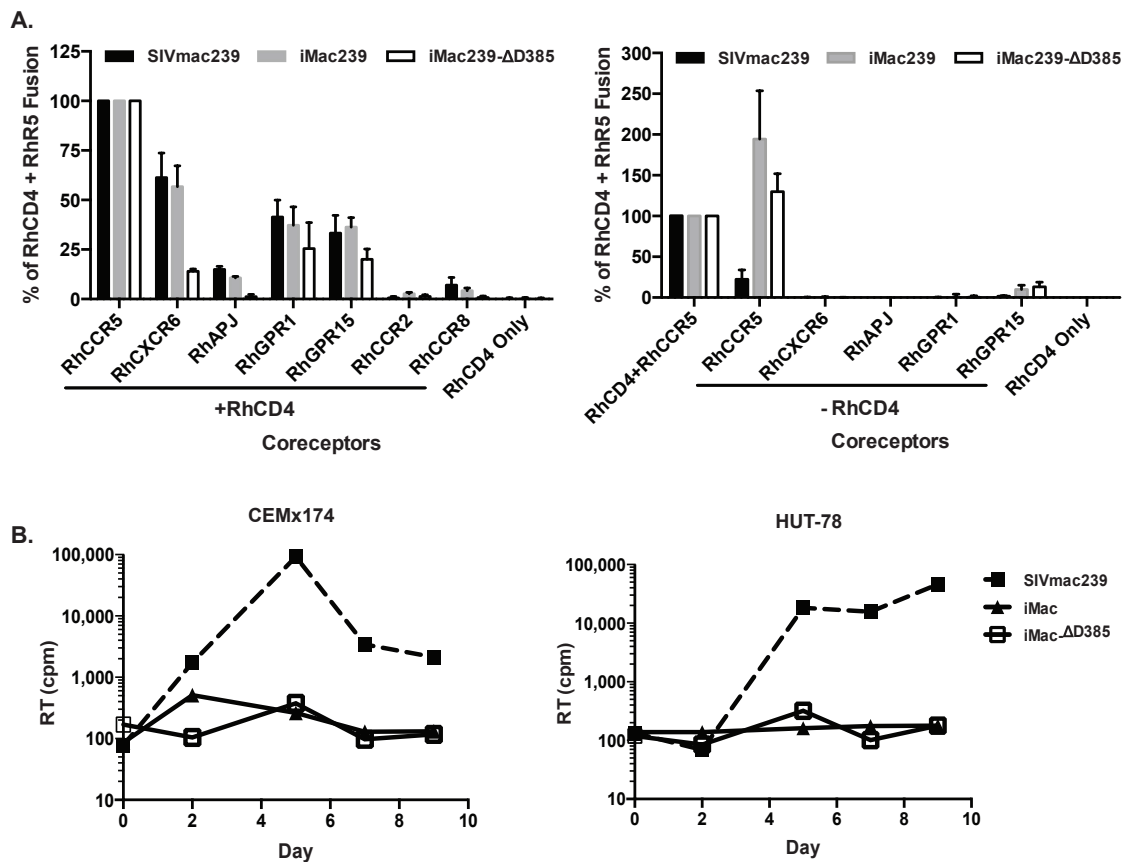 A.
SIVmac239 iMac239 iMac239-ΔD385
% of RhCD4 + RhR5 Fusion
125
100
75
50
25
0
RhCCR5
RhCXCR6
RhAPJ
RhGPR1
RhGPR15
RhCCR2
RhCCR8
RhCD4 Only
+RhCD4
Coreceptors
SIVmac239 iMac239 iMac239-ΔD385
% of RhCD4 + RhR5 Fusion
300
250
200
150
100
50
0
RhCD4+RhCCR5
RhCCR5
RhCXCR6
RhAPJ
RhGPR1
RhGPR15
RhCD4 Only
- RhCD4
Coreceptors
B.
CEMx174
RT (cpm)
100,000
10,000
1,000
100
10
0 2 4 6 8 10
Day
HUT-78
RT (cpm)
100,000
10,000
1,000
100
10
0 2 4 6 8 10
Day
SIVmac239
iMac
iMac-ΔD385